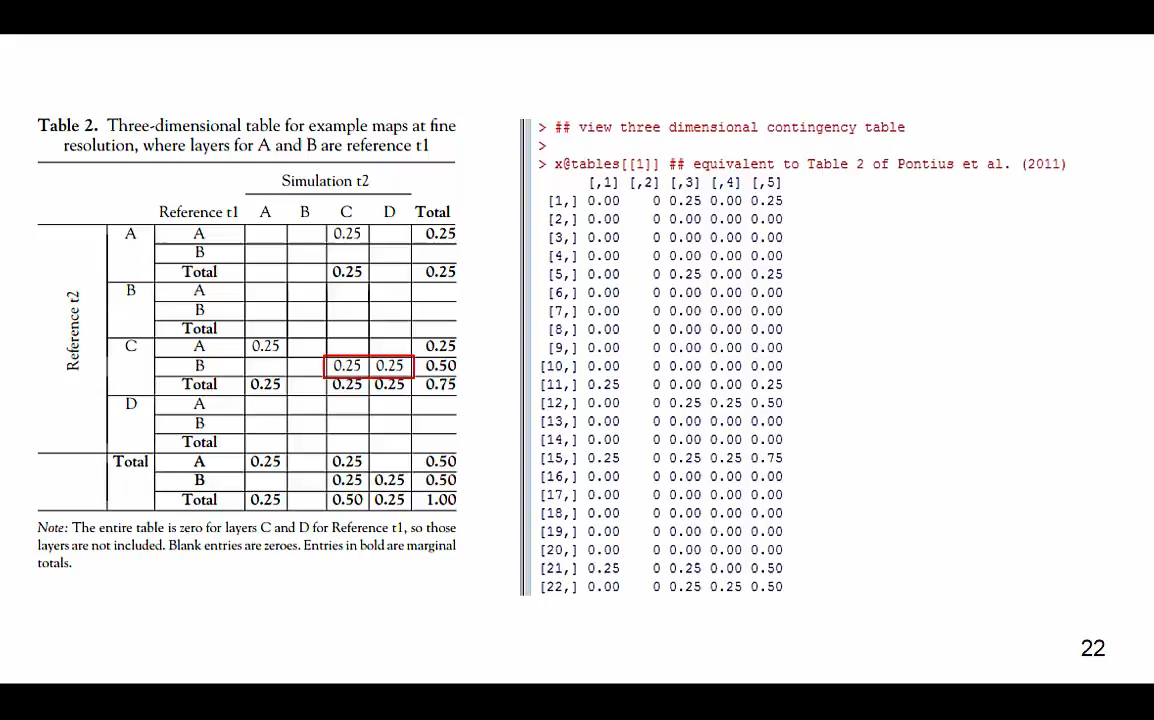 Table 2. Three-dimensional table for example maps at fine
resolution, where layers for A and B are reference t1
Simulation t2
Reference t1 A B C D Total
Reference t2
A A 0.25 0.25
B
Total 0.25 0.25
B A
B
Total
C A 0.25 0.25
B 0.25 0.25 0.50
Total 0.25 0.25 0.25 0.75
D A
B
Total
Total A 0.25 0.25 0.50
B 0.25 0.25 0.50
Total 0.25 0.50 0.25 1.00
Note: The entire table is zero for layers C and D for Reference t1, so those
layers are not included. Blank entries are zeroes. Entries in bold are marginal
totals.
> ## view three dimensional contingency table
>
> x@tables[[1]] ## equivalent to Table 2 of Pontius et al. (2011)
[,1] [,2] [,3] [,4] [,5]
[1,] 0.00 0 0.25 0.00 0.25
[2,] 0.00 0 0.00 0.00 0.00
[3,] 0.00 0 0.00 0.00 0.00
[4,] 0.00 0 0.00 0.00 0.00
[5,] 0.00 0 0.25 0.00 0.25
[6,] 0.00 0 0.00 0.00 0.00
[7,] 0.00 0 0.00 0.00 0.00
[8,] 0.00 0 0.00 0.00 0.00
[9,] 0.00 0 0.00 0.00 0.00
[10,] 0.00 0 0.00 0.00 0.00
[11,] 0.25 0 0.00 0.00 0.25
[12,] 0.00 0 0.25 0.25 0.50
[13,] 0.00 0 0.00 0.00 0.00
[14,] 0.00 0 0.00 0.00 0.00
[15,] 0.25 0 0.25 0.25 0.75
[16,] 0.00 0 0.00 0.00 0.00
[17,] 0.00 0 0.00 0.00 0.00
[18,] 0.00 0 0.00 0.00 0.00
[19,] 0.00 0 0.00 0.00 0.00
[20,] 0.00 0 0.00 0.00 0.00
[21,] 0.25 0 0.25 0.00 0.50
[22,] 0.00 0 0.25 0.25 0.50
22